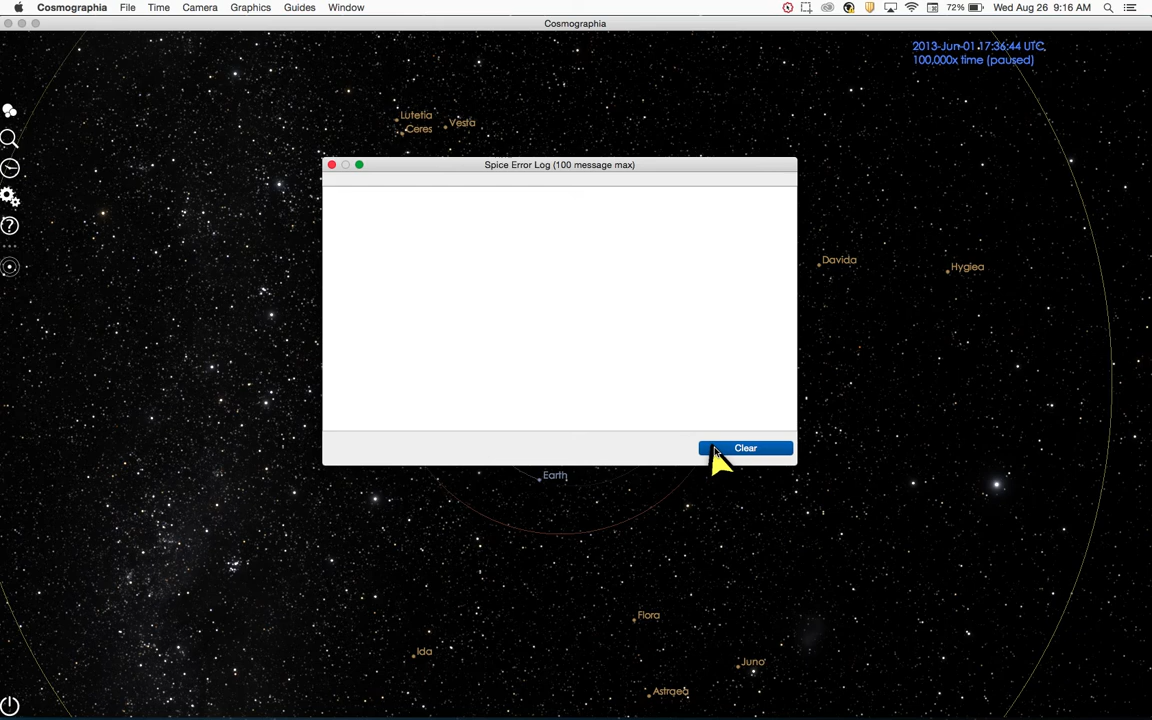 Cosmographia File Time Camera Graphics Guides Window 72% Wed Aug 26 9:16 AM
Cosmographia
2013-Jun-01 17:36:44 UTC
100,000x time (paused)
Lutetia
Ceres
Vesta
Spice Error Log (100 message max)
Davida
Hygiea
Clear
Earth
Flora
Ida
Juno
Astraea